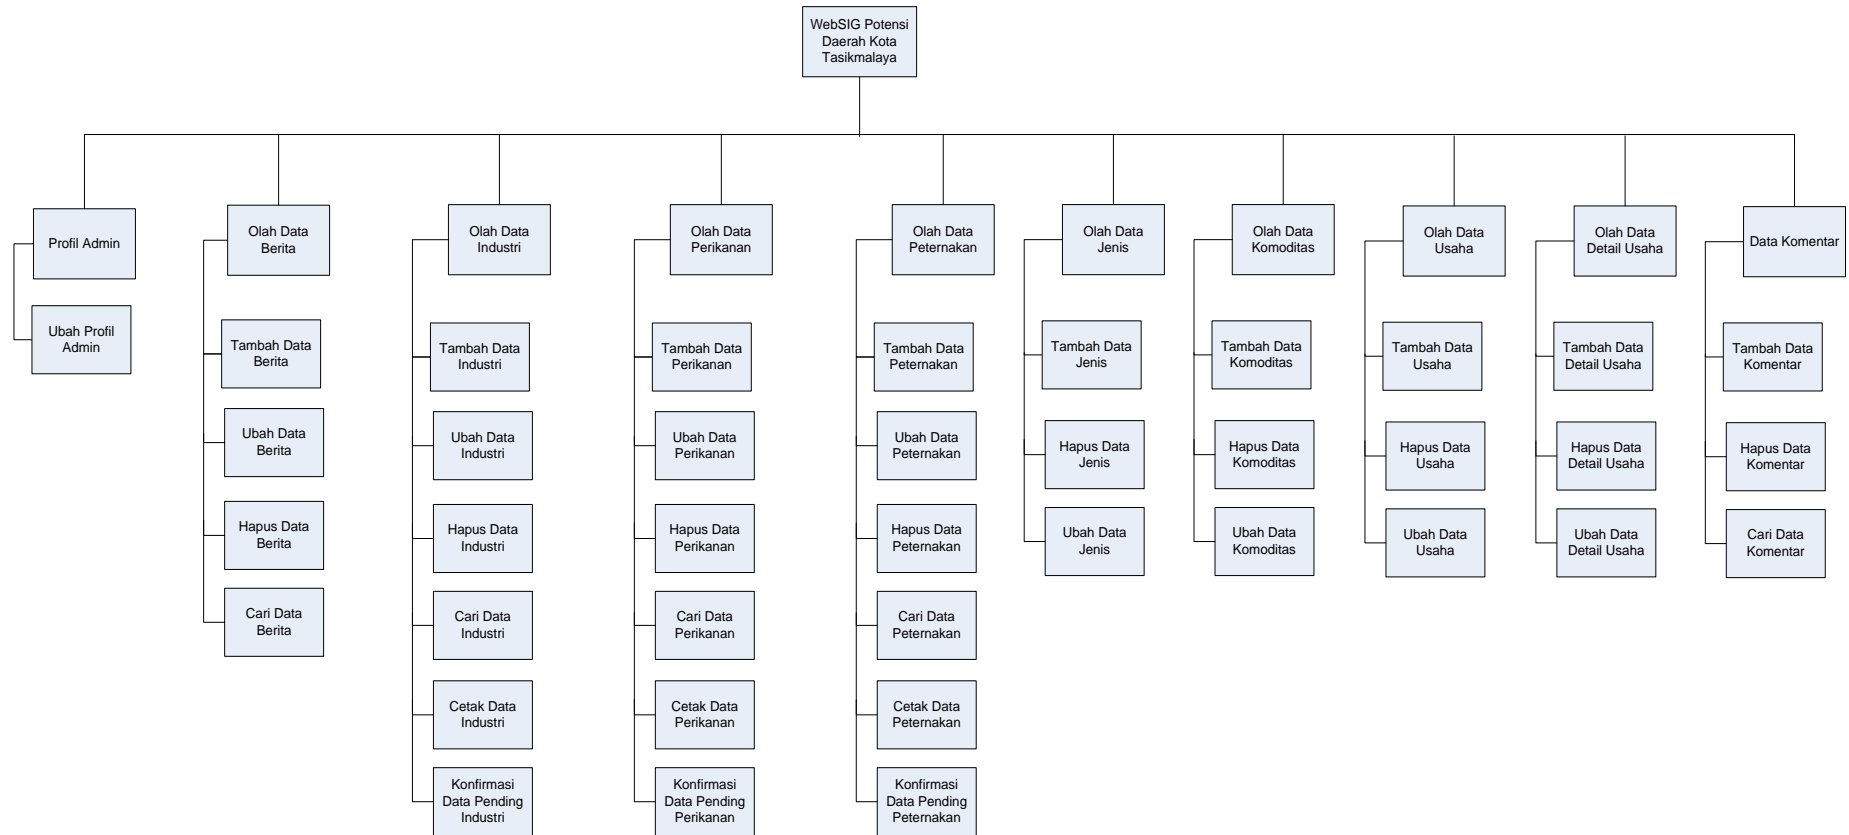 WebSIG Potensi
Daerah Kota
Tasikmalaya
Profil Admin
Ubah Profil
Admin
Olah Data
Berita
Tambah Data
Berita
Ubah Data
Berita
Hapus Data
Berita
Cari Data
Berita
Olah Data
Industri
Tambah Data
Industri
Ubah Data
Industri
Hapus Data
Industri
Cari Data
Industri
Cetak Data
Industri
Konfirmasi
Data Pending
Industri
Olah Data
Perikanan
Tambah Data
Perikanan
Ubah Data
Perikanan
Hapus Data
Perikanan
Cari Data
Perikanan
Cetak Data
Perikanan
Konfirmasi
Data Pending
Perikanan
Olah Data
Peternakan
Tambah Data
Peternakan
Ubah Data
Peternakan
Hapus Data
Peternakan
Cari Data
Peternakan
Cetak Data
Peternakan
Konfirmasi
Data Pending
Peternakan
Olah Data
Jenis
Tambah Data
Jenis
Hapus Data
Jenis
Ubah Data
Jenis
Olah Data
Komoditas
Tambah Data
Komoditas
Hapus Data
Komoditas
Ubah Data
Komoditas
Olah Data
Usaha
Tambah Data
Usaha
Hapus Data
Usaha
Ubah Data
Usaha
Olah Data
Detail Usaha
Tambah Data
Detail Usaha
Hapus Data
Detail Usaha
Ubah Data
Detail Usaha
Data Komentar
Tambah Data
Komentar
Hapus Data
Komentar
Cari Data
Komentar